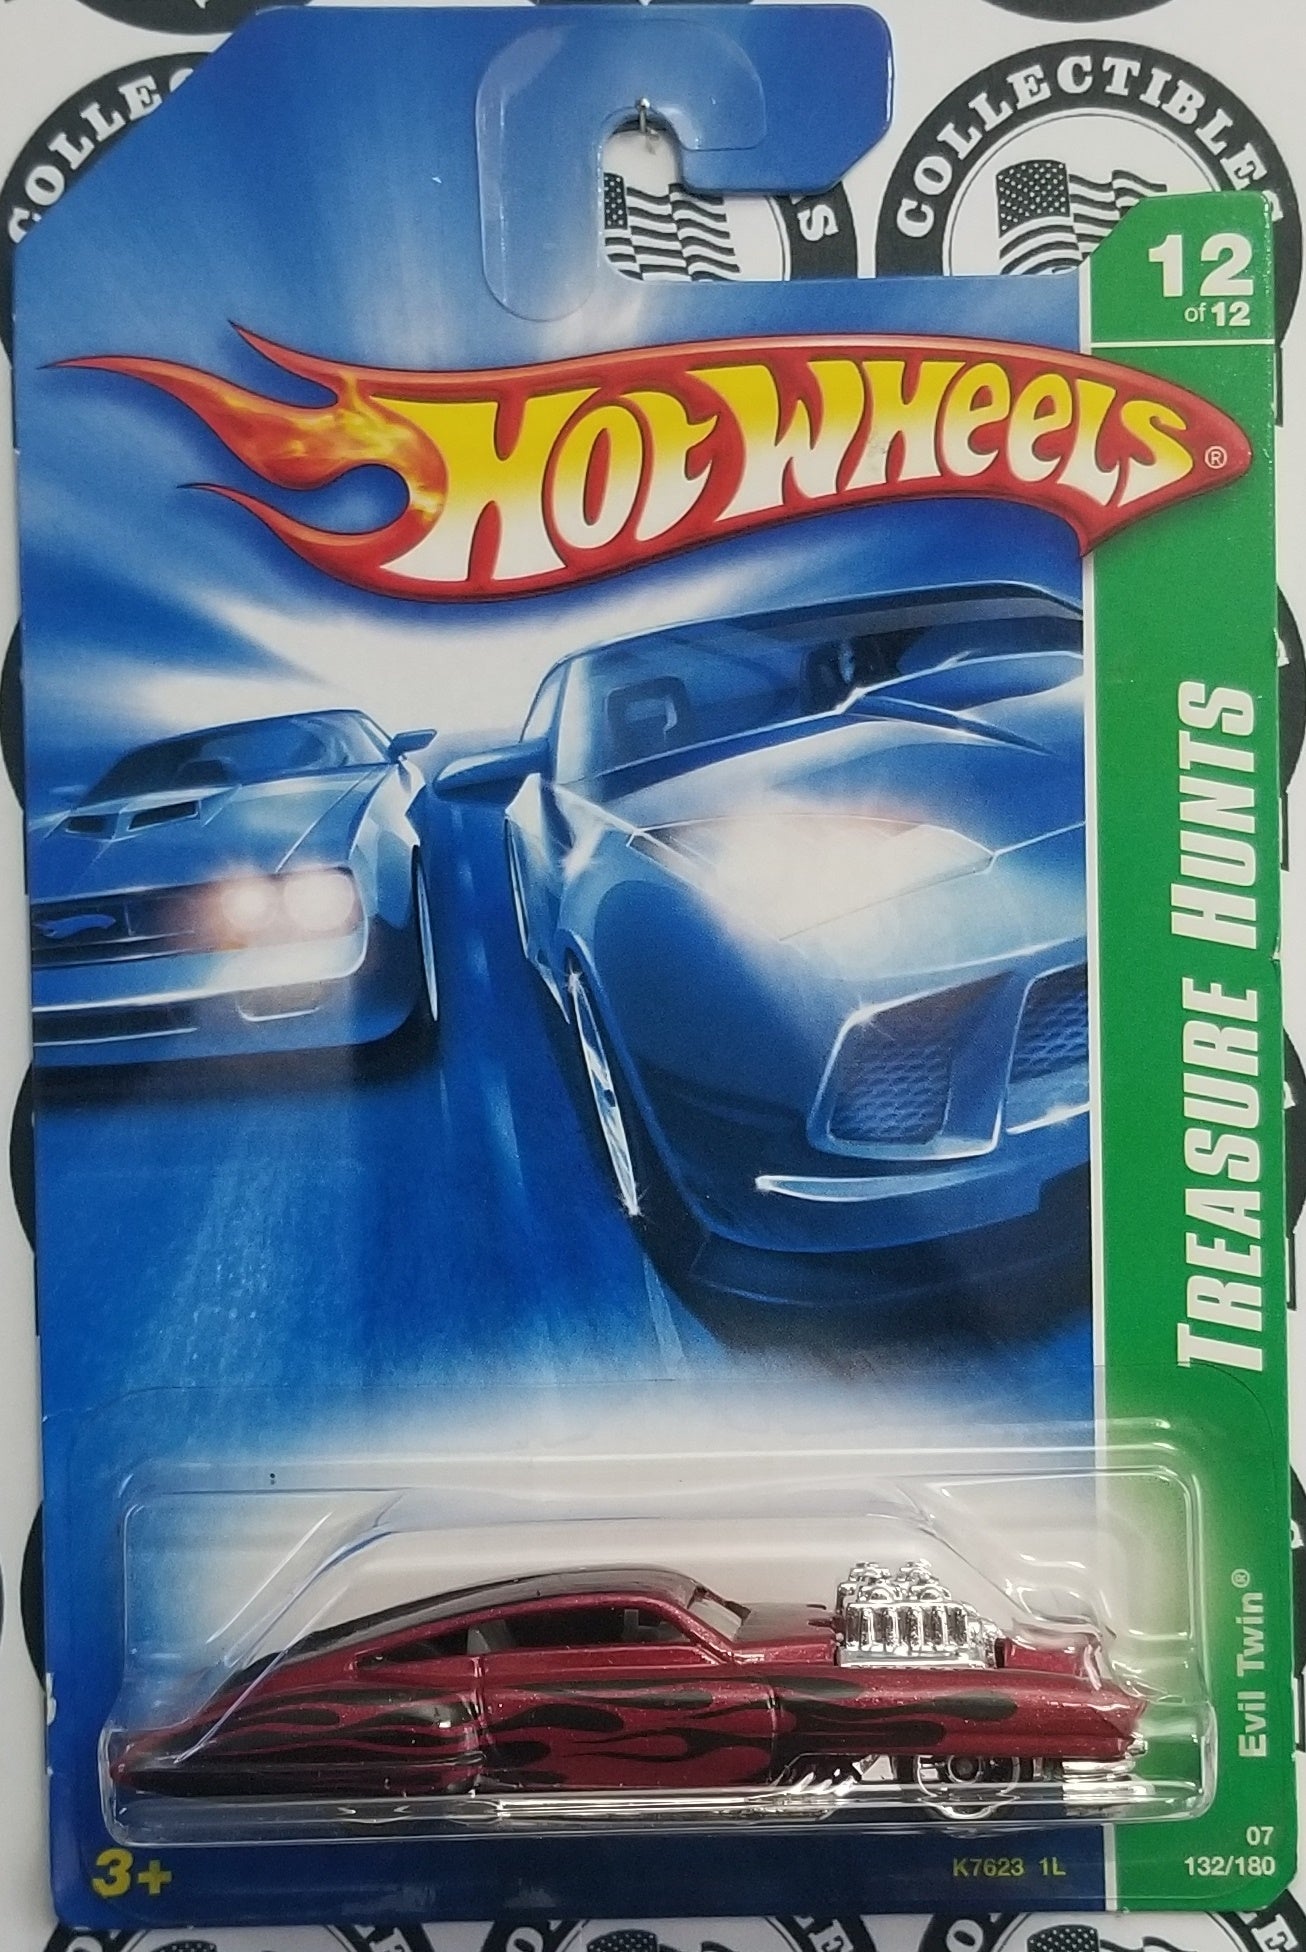 COLLECTIBLES
12
of 12
HOT WHEELS®
TREASURE HUNTS
Evil Twin®
3+
K7623 1L
07
132/180